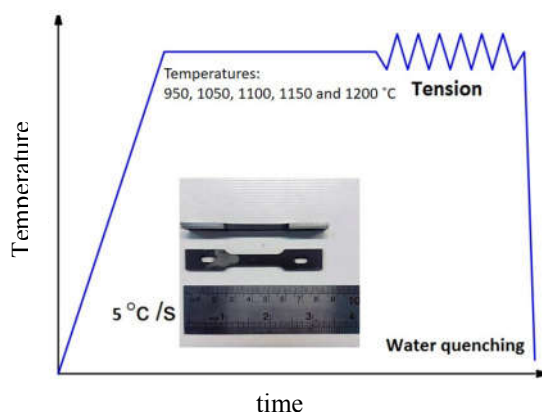 Temperatures:
950, 1050, 1100, 1150 and 1200 °C
Tension
Temperature
5 °C /S
Water quenching
time